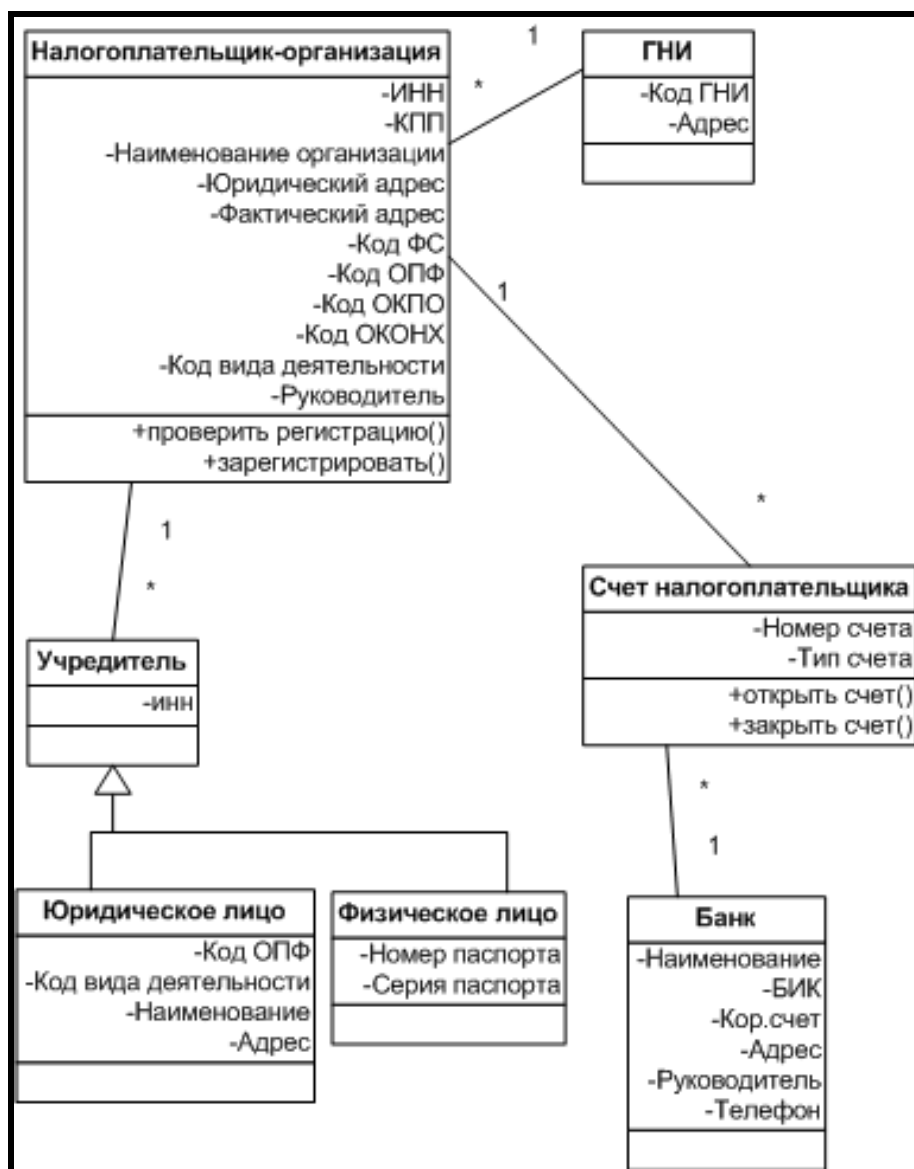 Налогоплательщик-организация
-ИНН
-КПП
-Наименование организации
-Юридический адрес
-Фактический адрес
-Код ФС
-Код ОПФ
-Код ОКПО
-Код ОКОНХ
-Код вида деятельности
-Руководитель
+проверить регистрацию()
+зарегистрировать()
1
*
ГНИ
-Код ГНИ
-Адрес
1
*
Счет налогоплательщика
-Номер счета
-Тип счета
+открыть счет()
+закрыть счет()
1
*
Учредитель
-инн
*
1
Юридическое лицо
-Код ОПФ
-Код вида деятельности
-Наименование
-Адрес
Физическое лицо
-Номер паспорта
-Серия паспорта
Банк
-Наименование
-БИК
-Кор.счет
-Адрес
-Руководитель
-Телефон